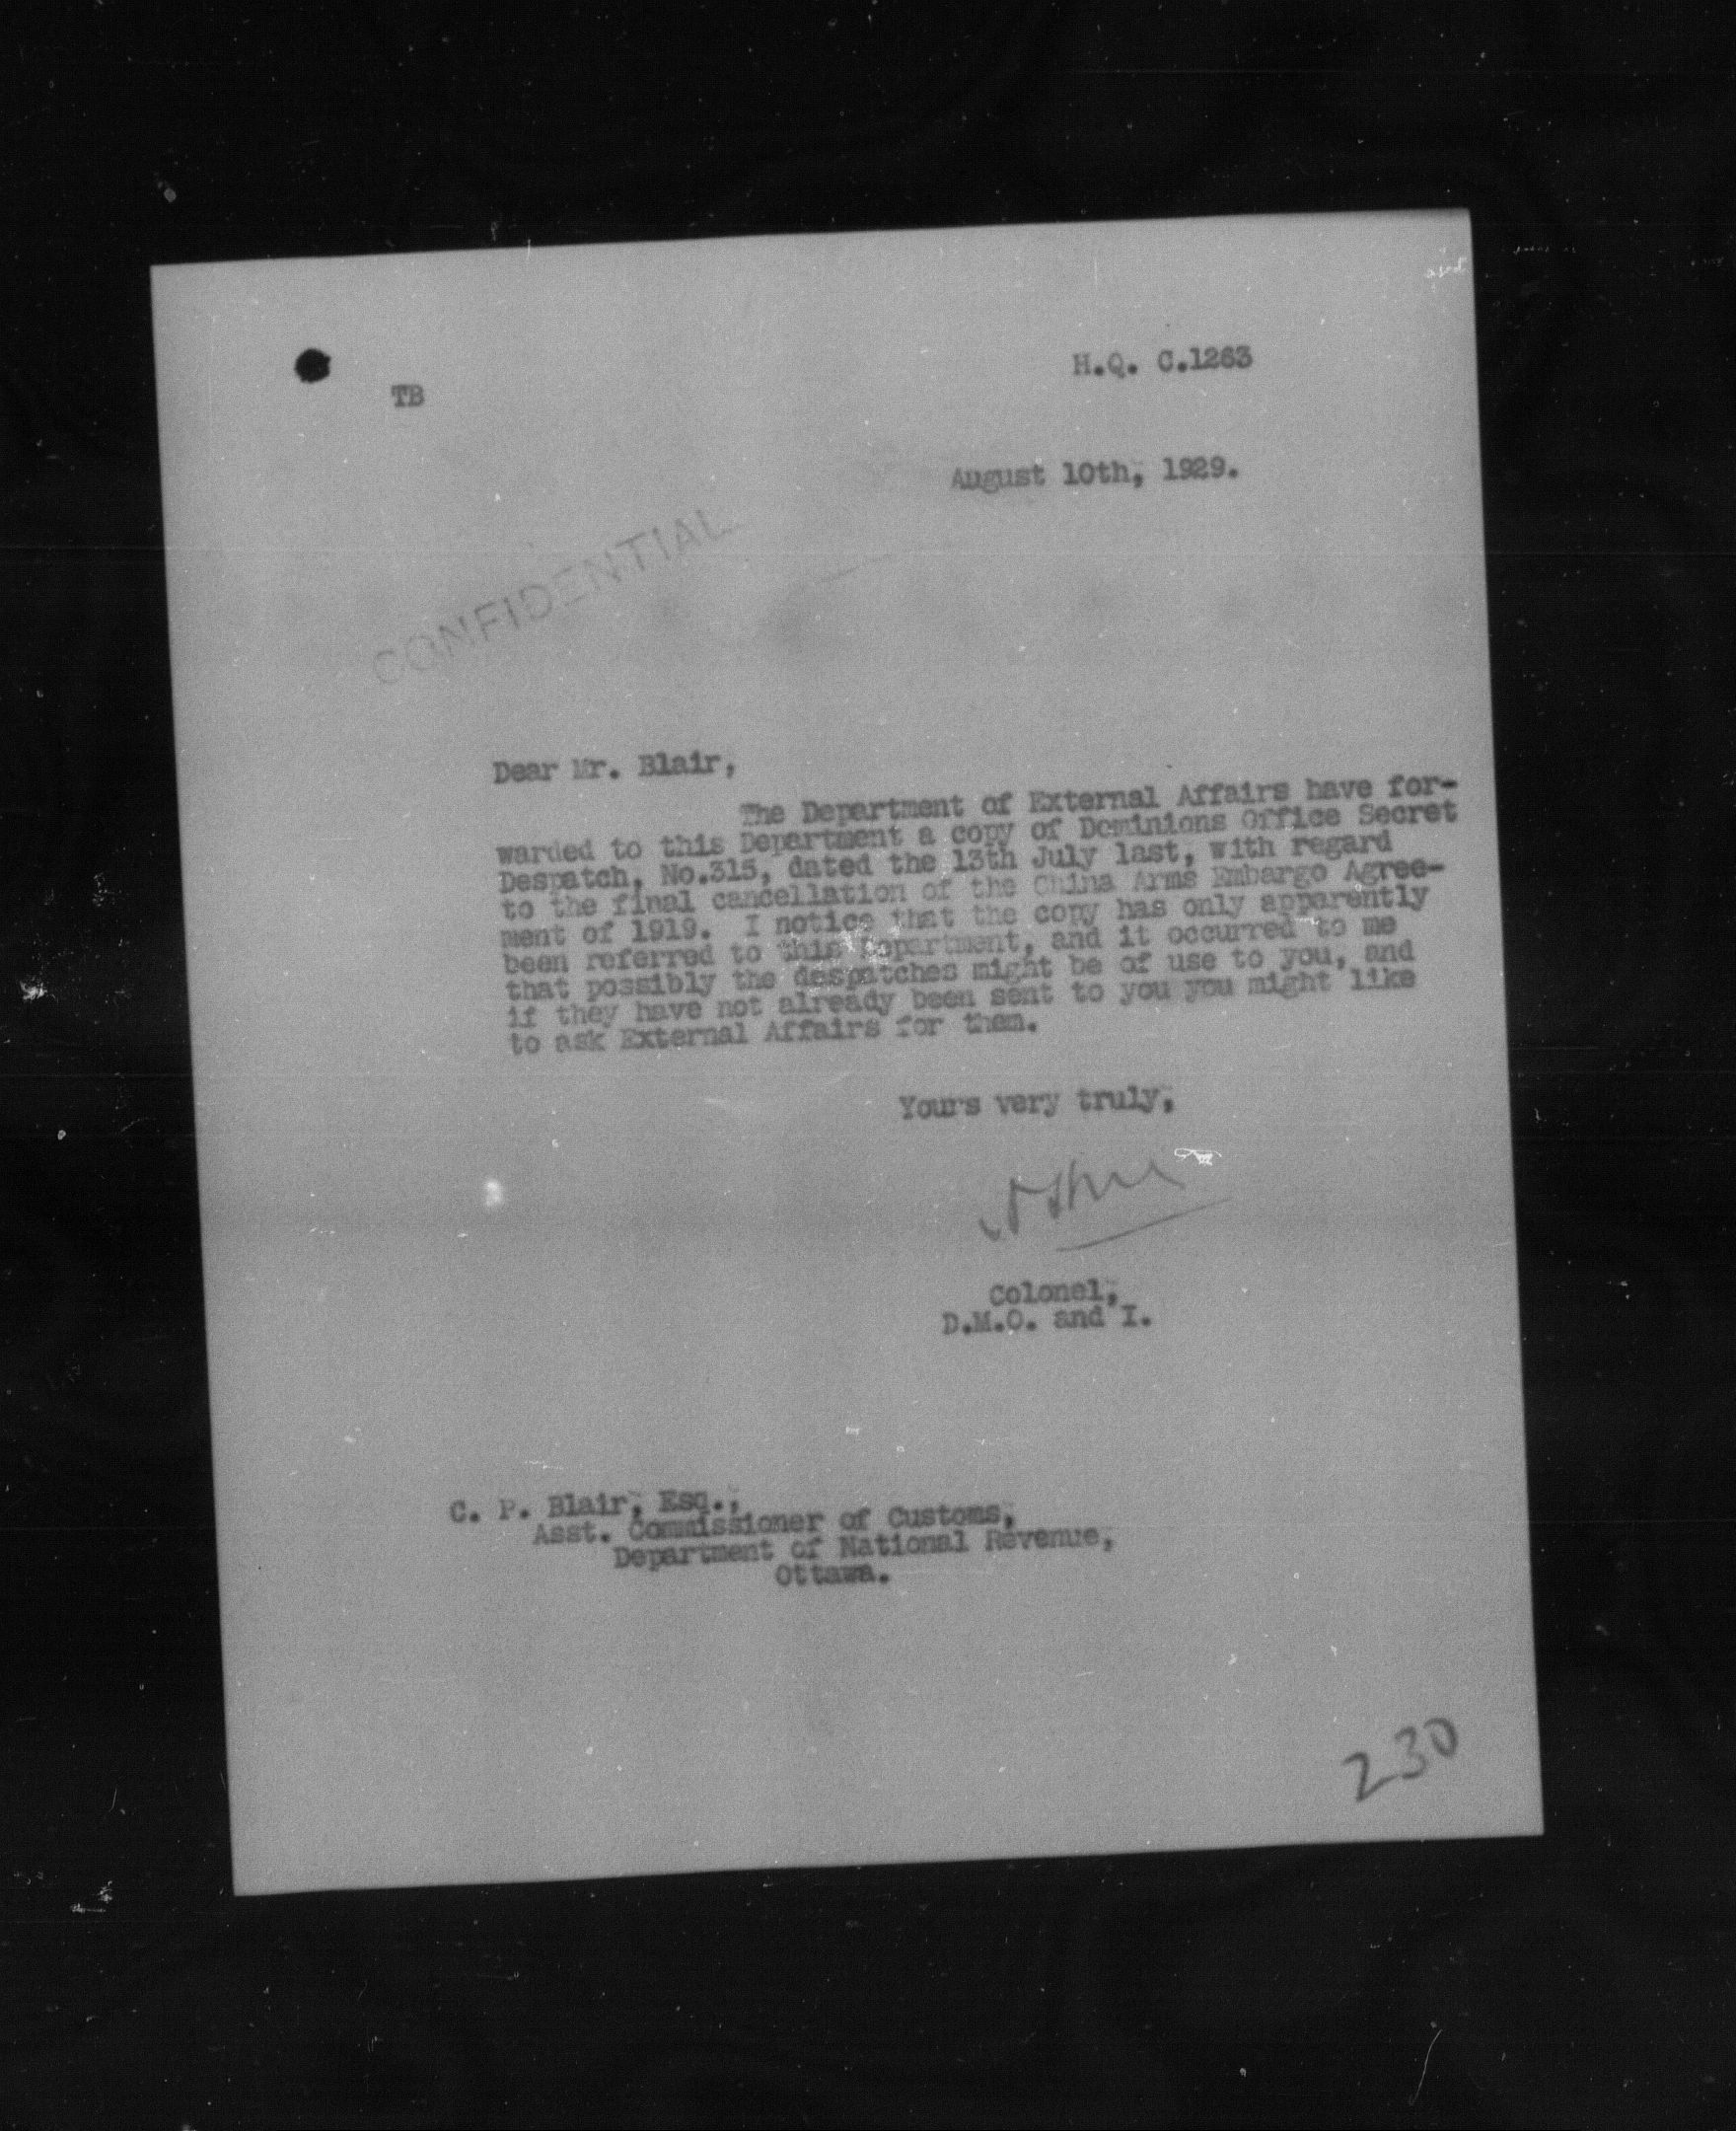 H.Q. C.1263
TB
August 10th, 1929.
CONFIDENTIAL
Dear Mr. Blair,
The Department of External Affairs have for-
warded to this Department a copy of Dominions Office Secret
Despatch, No.315, dated the 13th July last, with regard
to the final cancellation of the China Arms Embargo Agree-
ment of 1919. I notice that the copy has only apparently
been referred to this Department, and it occurred to me
that possibly the despatches might be of use to you, and
if they have not already been sent to you you might like
to ask External Affairs for them.
Yours very truly,
Colonel,
D.M.O. and I.
C. P. Blair, Esq.,
Asst. Commissioner of Customs,
Department of National Revenue,
Ottawa.
230